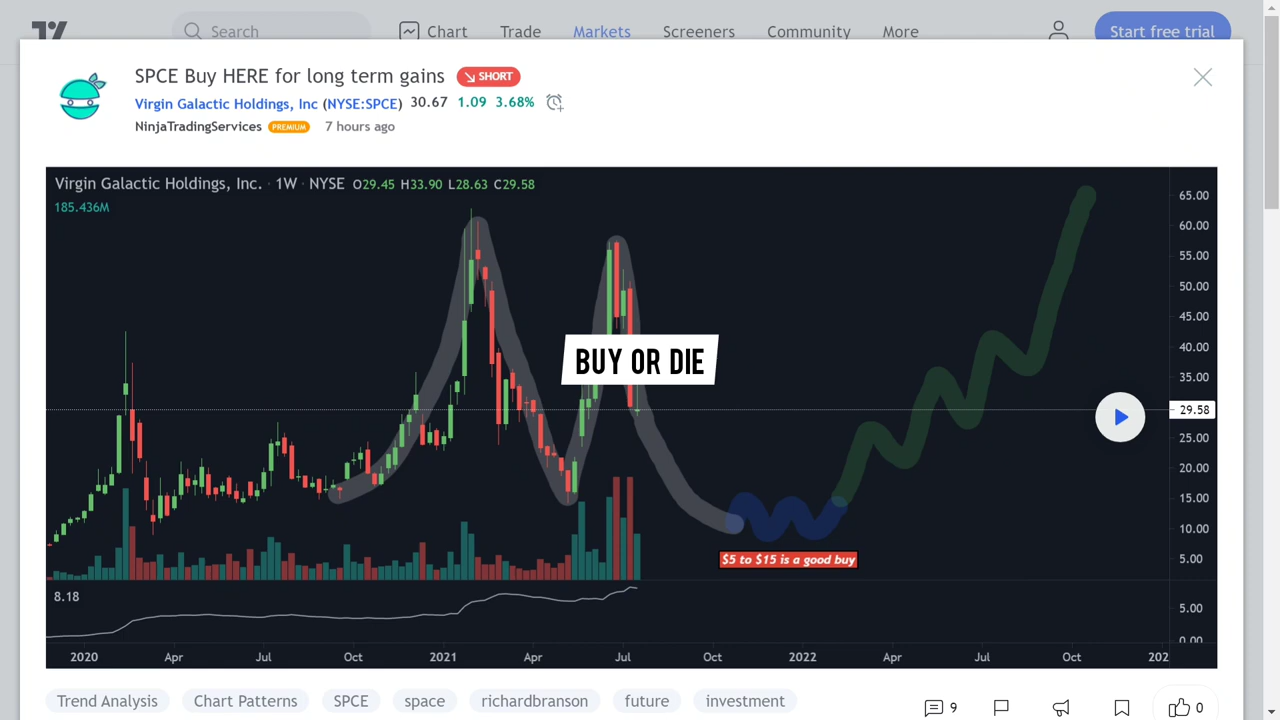 Search
Chart
Trade
Markets
Screeners
Community
More
Start free trial
SPCE Buy HERE for long term gains
SHORT
Virgin Galactic Holdings, Inc (NYSE:SPCE) 30.67 1.09 3.68%
NinjaTradingServices PREMIUM 7 hours ago
Virgin Galactic Holdings, Inc. · 1W · NYSE O29.45 H33.90 L28.63 C29.58
185.436M
65.00
60.00
55.00
50.00
45.00
40.00
35.00
29.58
25.00
20.00
15.00
10.00
5.00
BUY OR DIE
$5 to $15 is a good buy
8.18
5.00
0.00
2020 Apr Jul Oct 2021 Apr Jul Oct 2022 Apr Jul Oct 202
Trend Analysis
Chart Patterns
SPCE
space
richardbranson
future
investment
9
0